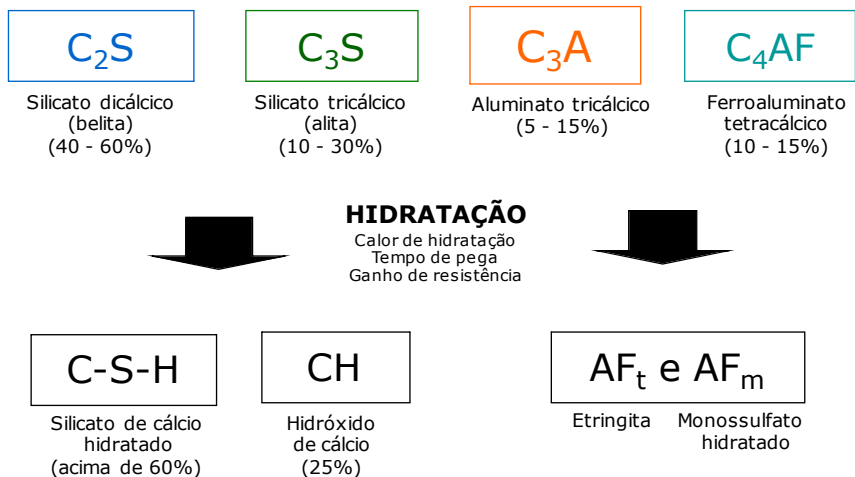 C₂S
Silicato dicálcico
(belita)
(40 - 60%)
C₃S
Silicato tricálcico
(alita)
(10 - 30%)
C₃A
Aluminato tricálcico
(5 - 15%)
C₄AF
Ferroaluminato
tetracálcico
(10 - 15%)
HIDRATAÇÃO
Calor de hidratação
Tempo de pega
Ganho de resistência
C-S-H
Silicato de cálcio
hidratado
(acima de 60%)
CH
Hidróxido
de cálcio
(25%)
AFₜ e AFₘ
Etringita
Monossulfato
hidratado